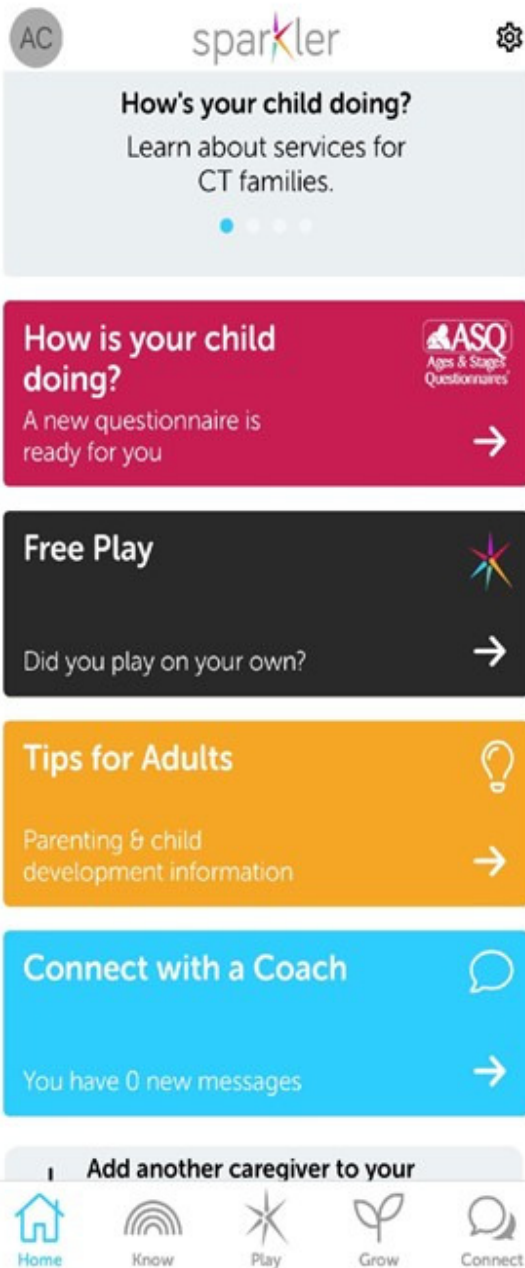 AC
sparkler
How's your child doing?
Learn about services for
CT families.
How is your child
doing?
ASQ
Ages & Stages
Questionnaires®
A new questionnaire is
ready for you
Free Play
Did you play on your own?
Tips for Adults
Parenting & child
development information
Connect with a Coach
You have 0 new messages
Add another caregiver to your
Home
Know
Play
Grow
Connect